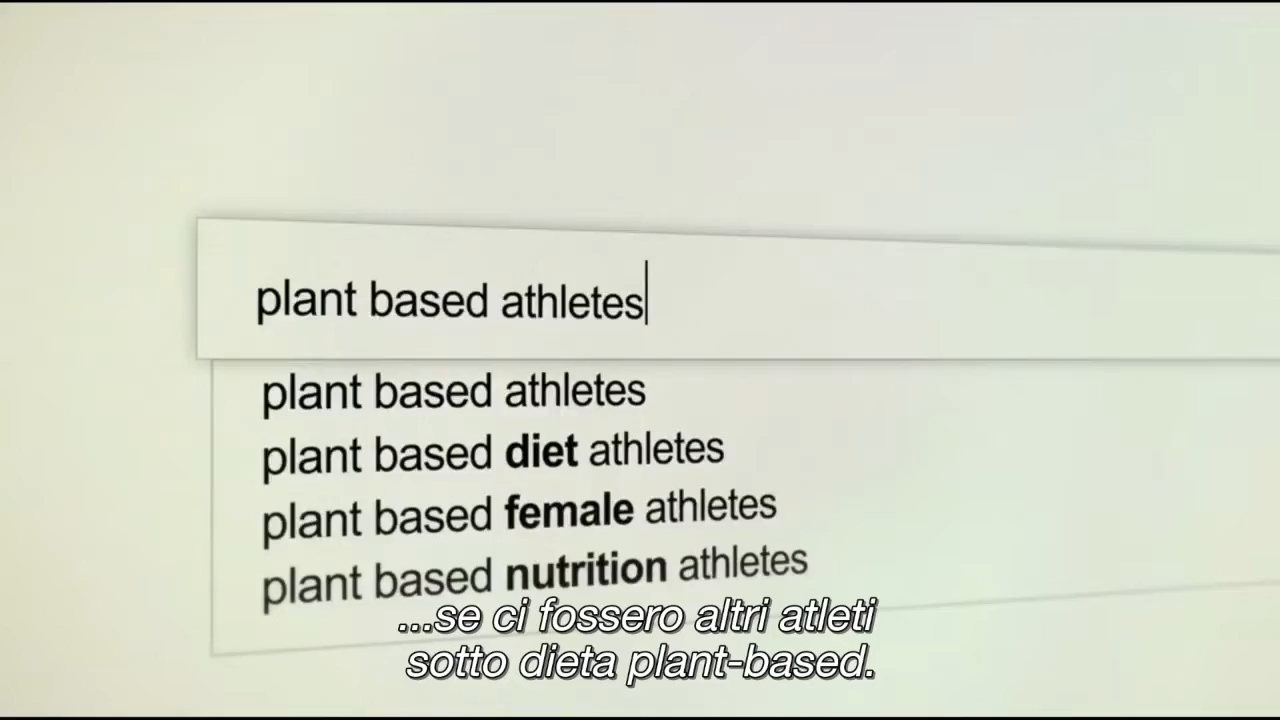 plant based athletes
plant based athletes
plant based diet athletes
plant based female athletes
plant based nutrition athletes
...se ci fossero altri atleti
sotto dieta plant-based.